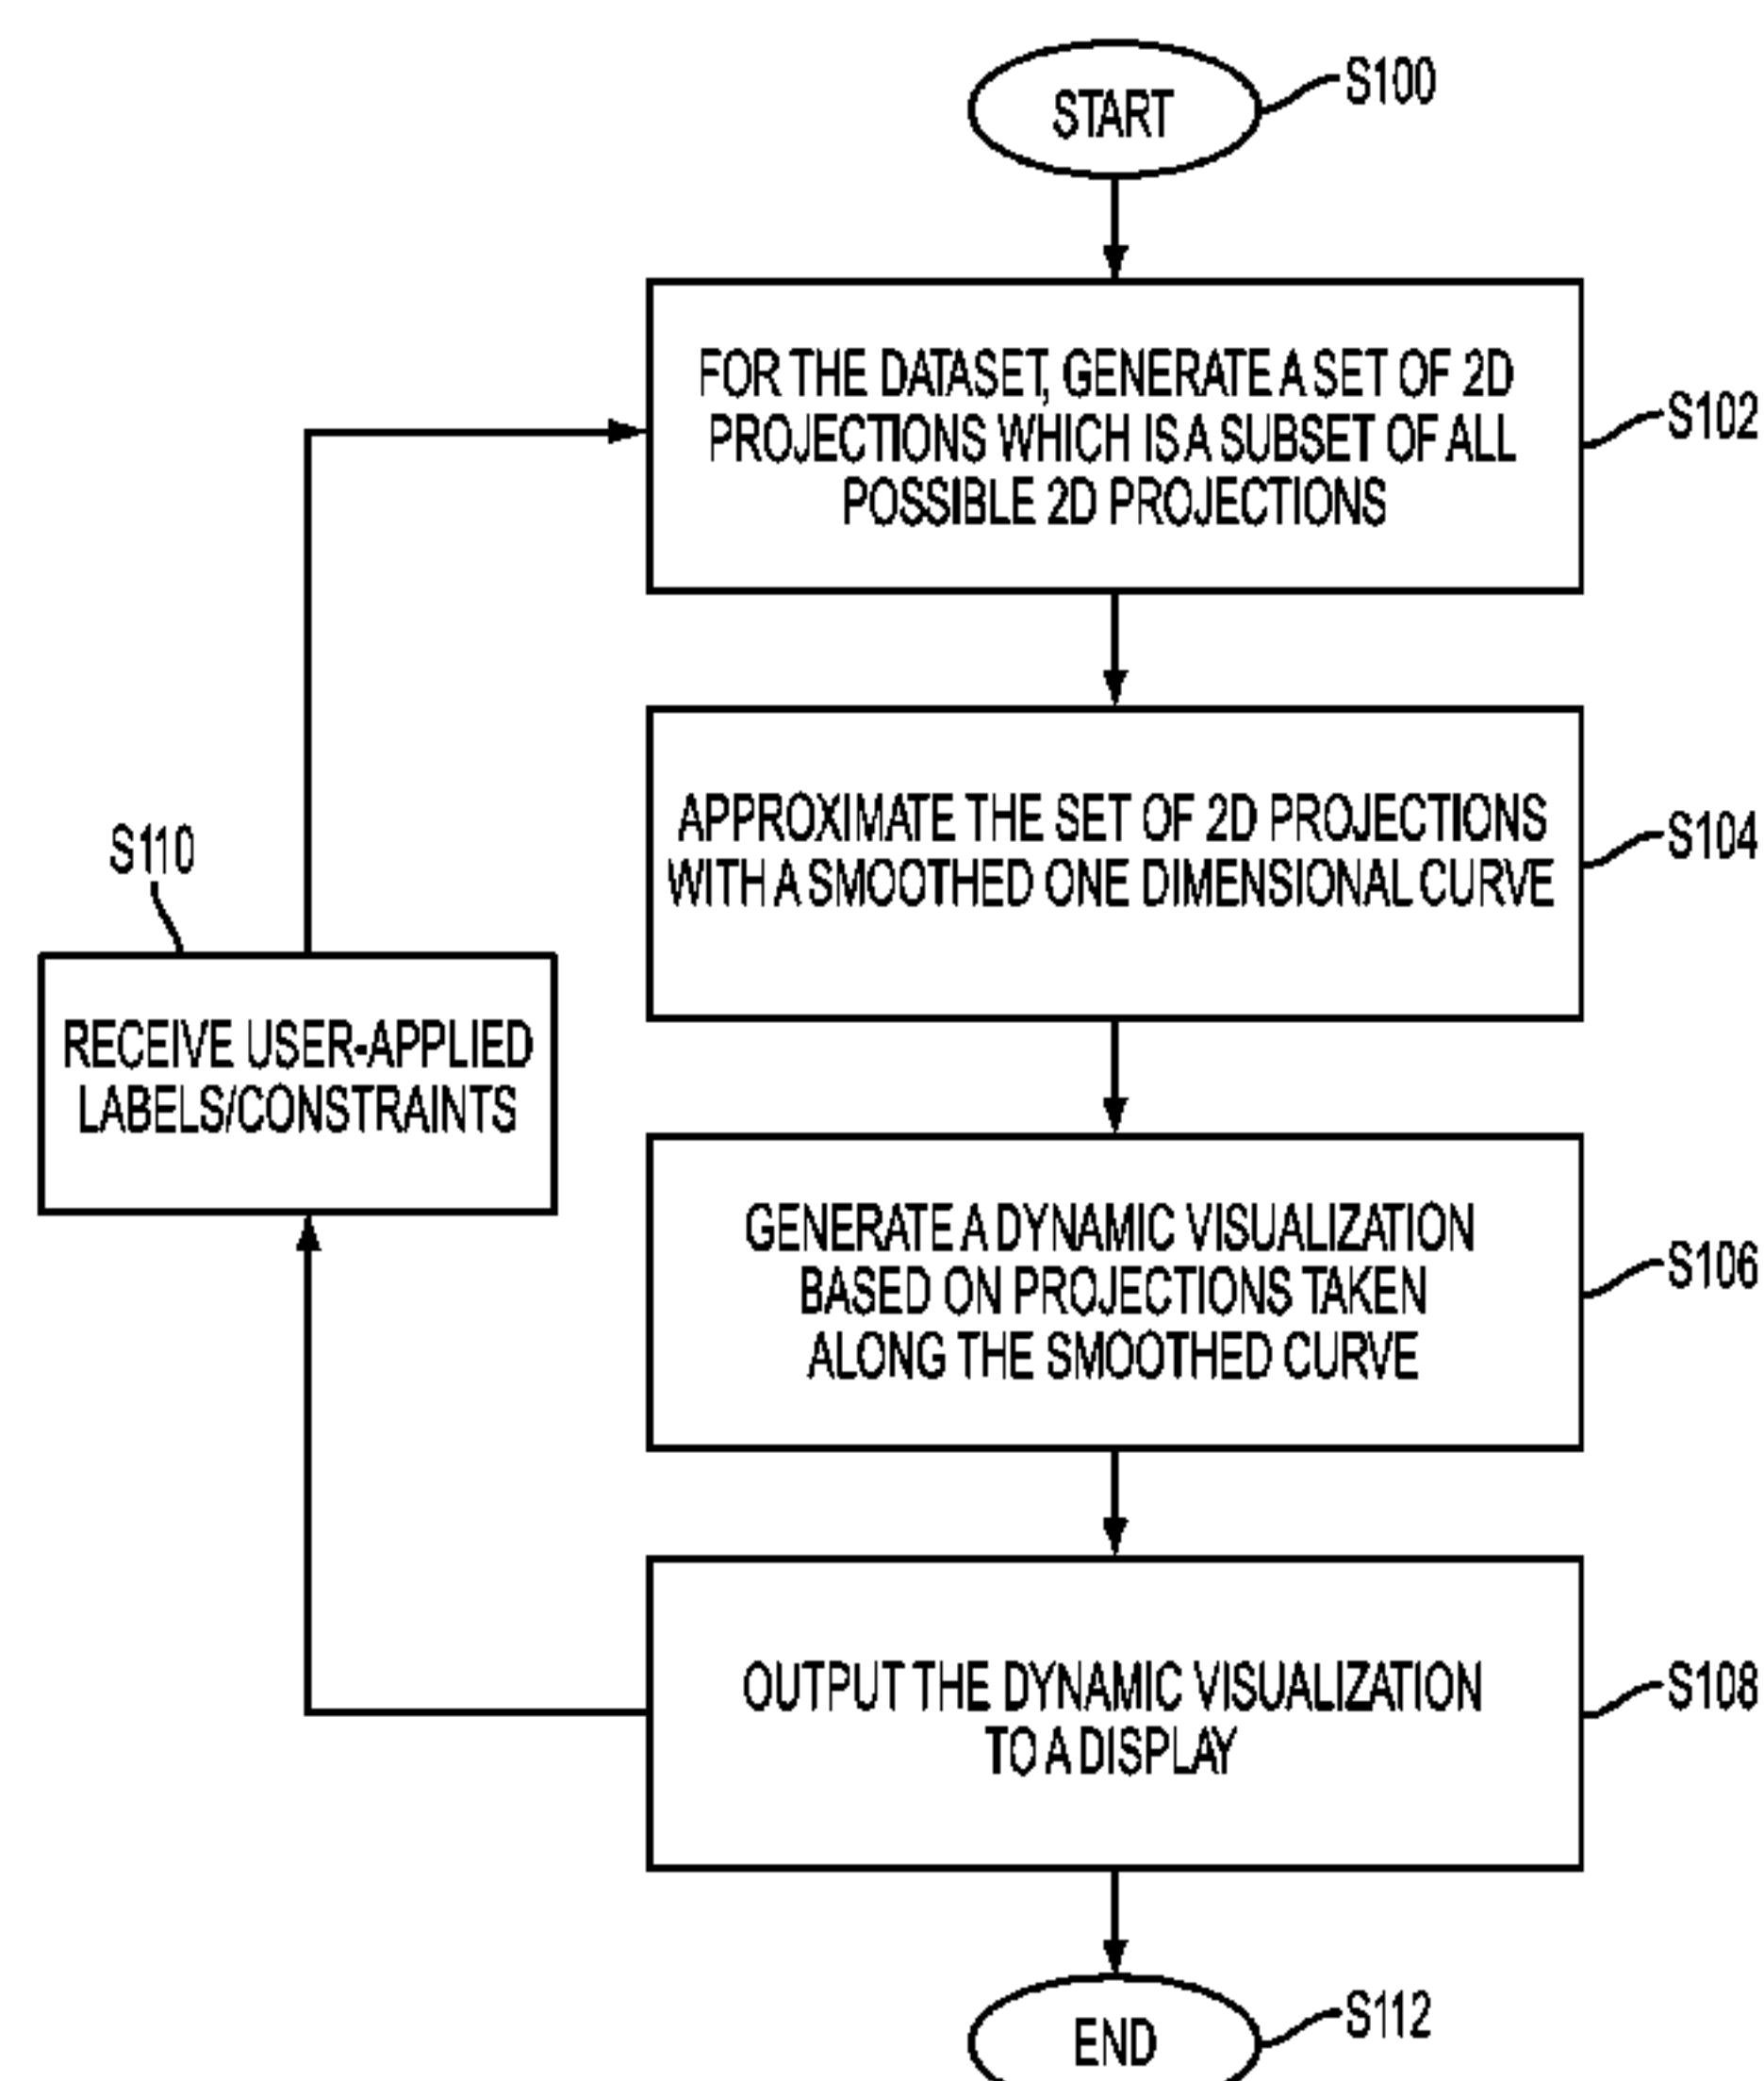 START
S100
FOR THE DATASET, GENERATE A SET OF 2D
PROJECTIONS WHICH IS A SUBSET OF ALL
POSSIBLE 2D PROJECTIONS
S102
APPROXIMATE THE SET OF 2D PROJECTIONS
WITH A SMOOTHED ONE DIMENSIONAL CURVE
S104
S110
RECEIVE USER-APPLIED
LABELS/CONSTRAINTS
GENERATE A DYNAMIC VISUALIZATION
BASED ON PROJECTIONS TAKEN
ALONG THE SMOOTHED CURVE
S106
OUTPUT THE DYNAMIC VISUALIZATION
TO A DISPLAY
S108
END
S112